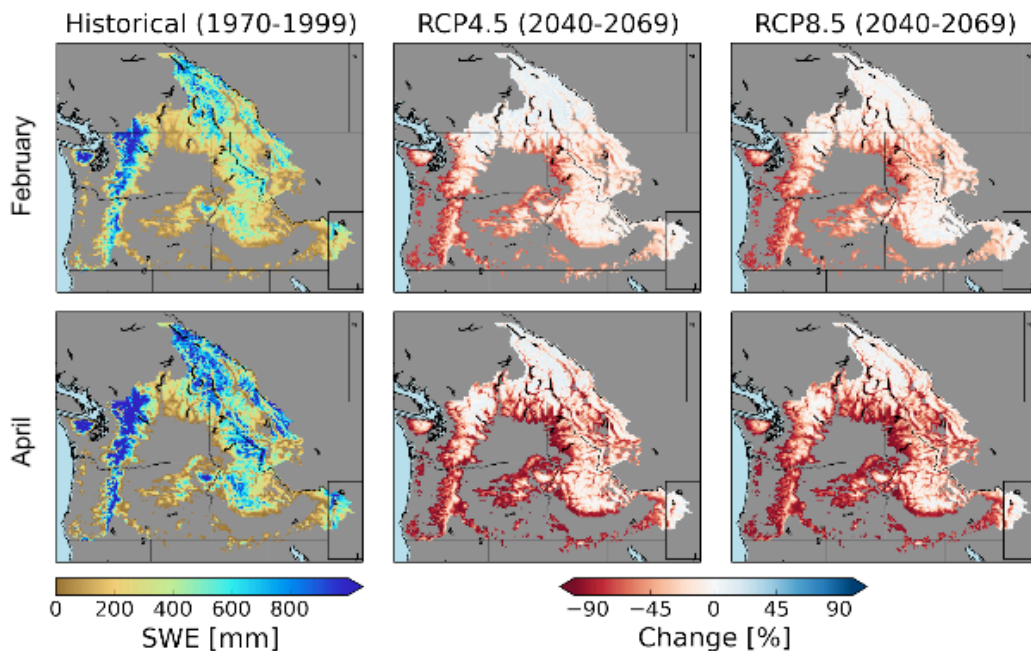 Historical (1970-1999) RCP4.5 (2040-2069) RCP8.5 (2040-2069)
February
April
0 200 400 600 800 −90 −45 0 45 90
SWE [mm] Change [%]